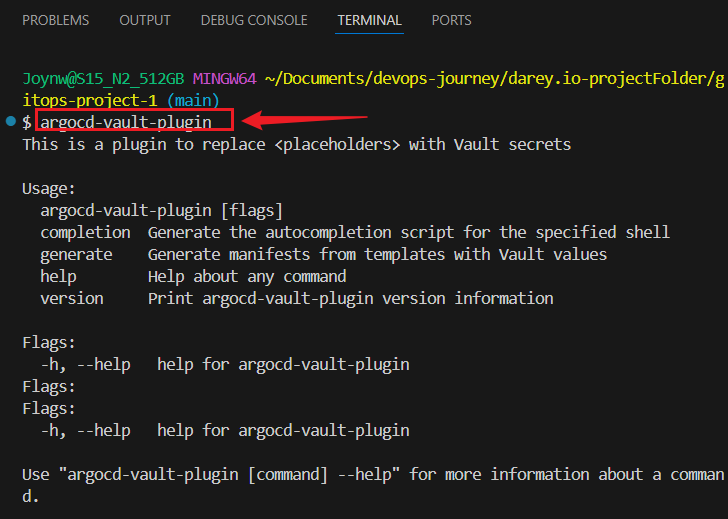 PROBLEMS OUTPUT DEBUG CONSOLE TERMINAL PORTS
Joynw@S15_N2_512GB MINGW64 ~/Documents/devops-journey/darey.io-projectFolder/g
itops-project-1 (main)
$ argocd-vault-plugin
This is a plugin to replace <placeholders> with Vault secrets
Usage:
  argocd-vault-plugin [flags]
  completion  Generate the autocompletion script for the specified shell
  generate    Generate manifests from templates with Vault values
  help        Help about any command
  version     Print argocd-vault-plugin version information
Flags:
  -h, --help   help for argocd-vault-plugin
Flags:
Flags:
  -h, --help   help for argocd-vault-plugin
Use "argocd-vault-plugin [command] --help" for more information about a comman
d.